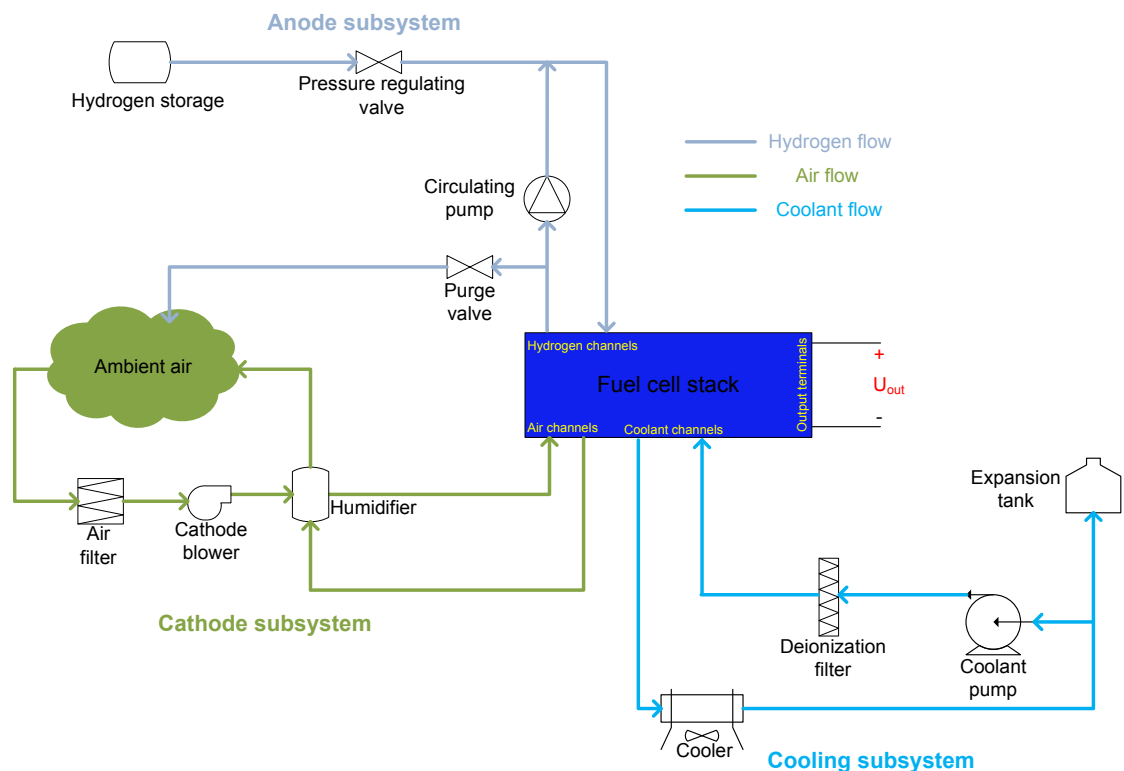 Anode subsystem
Hydrogen storage
Pressure regulating
valve
Hydrogen flow
Air flow
Coolant flow
Circulating
pump
Purge
valve
Ambient air
Hydrogen channels
Fuel cell stack
Air channels
Coolant channels
Output terminals
+
Uout
-
Air
filter
Cathode
blower
Humidifier
Cathode subsystem
Expansion
tank
Deionization
filter
Coolant
pump
Cooler
Cooling subsystem